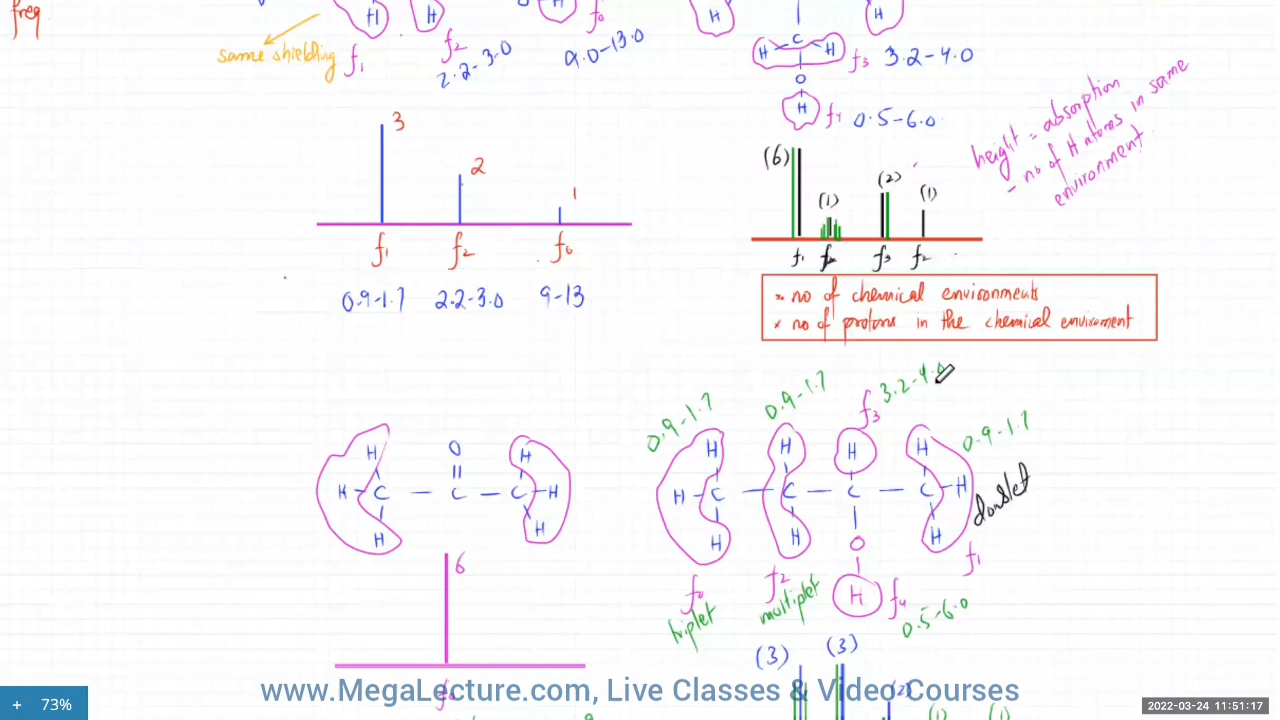 freq
same shielding
H H H
f₁ f₂ f₀
2.2-3.0
9.0-13.0
H H
H C H f₃ 3.2-4.0
O
H f₄ 0.5-6.0
height = absorption
- no of H atoms in same
environment
3 2 1
f₁ f₂ f₀
0.9-1.7 2.2-3.0 9-13
(6) (1) (2) (1)
f₁ f₃ f₂
* no of chemical environments
* no of protons in the chemical enviroment
H O H
H - C - C - C - H
H H
6
0.9-1.7 0.9-1.7 f₃ 3.2-4.0 0.9-1.7
H H H H
H - C - C - C - C - H
H H O H
doublet
H
f₀ f₂ f₄ f₁
triplet multiplet 0.5-6.0
(3) (3)
(2)
(1) (1)
www.MegaLecture.com, Live Classes & Video Courses
+ 73%
2022-03-24 11:51:17